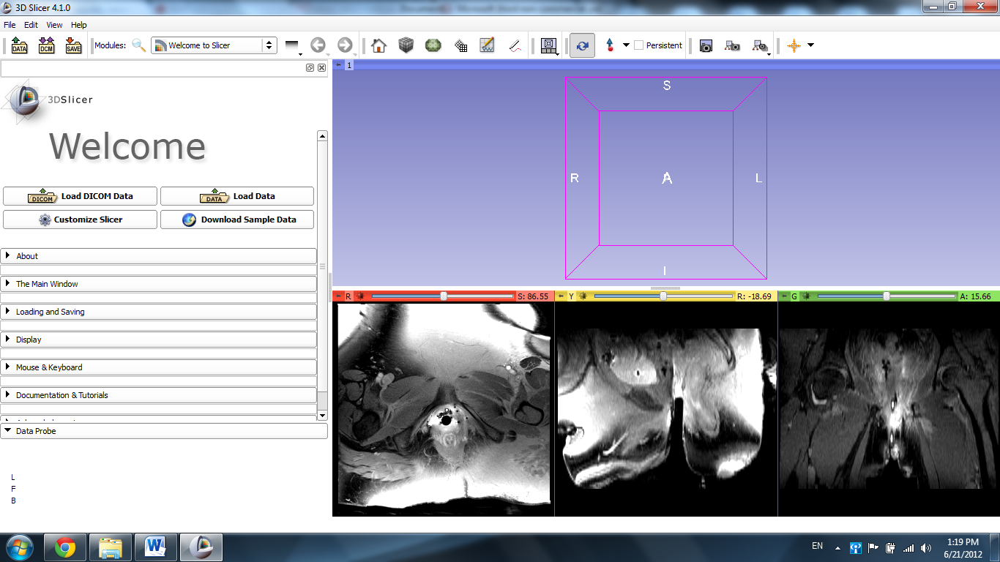 3D Slicer 4.1.0
File Edit View Help
DATA DCM SAVE Modules: Welcome to Slicer Persistent
1
3DSlicer
Welcome
DICOM Load DICOM Data DATA Load Data
Customize Slicer Download Sample Data
About
The Main Window
Loading and Saving
Display
Mouse & Keyboard
Documentation & Tutorials
Data Probe
L
F
B
S
R A L
I
R S: 86.55 Y R: -18.69 G A: 15.66
EN 1:19 PM
6/21/2012